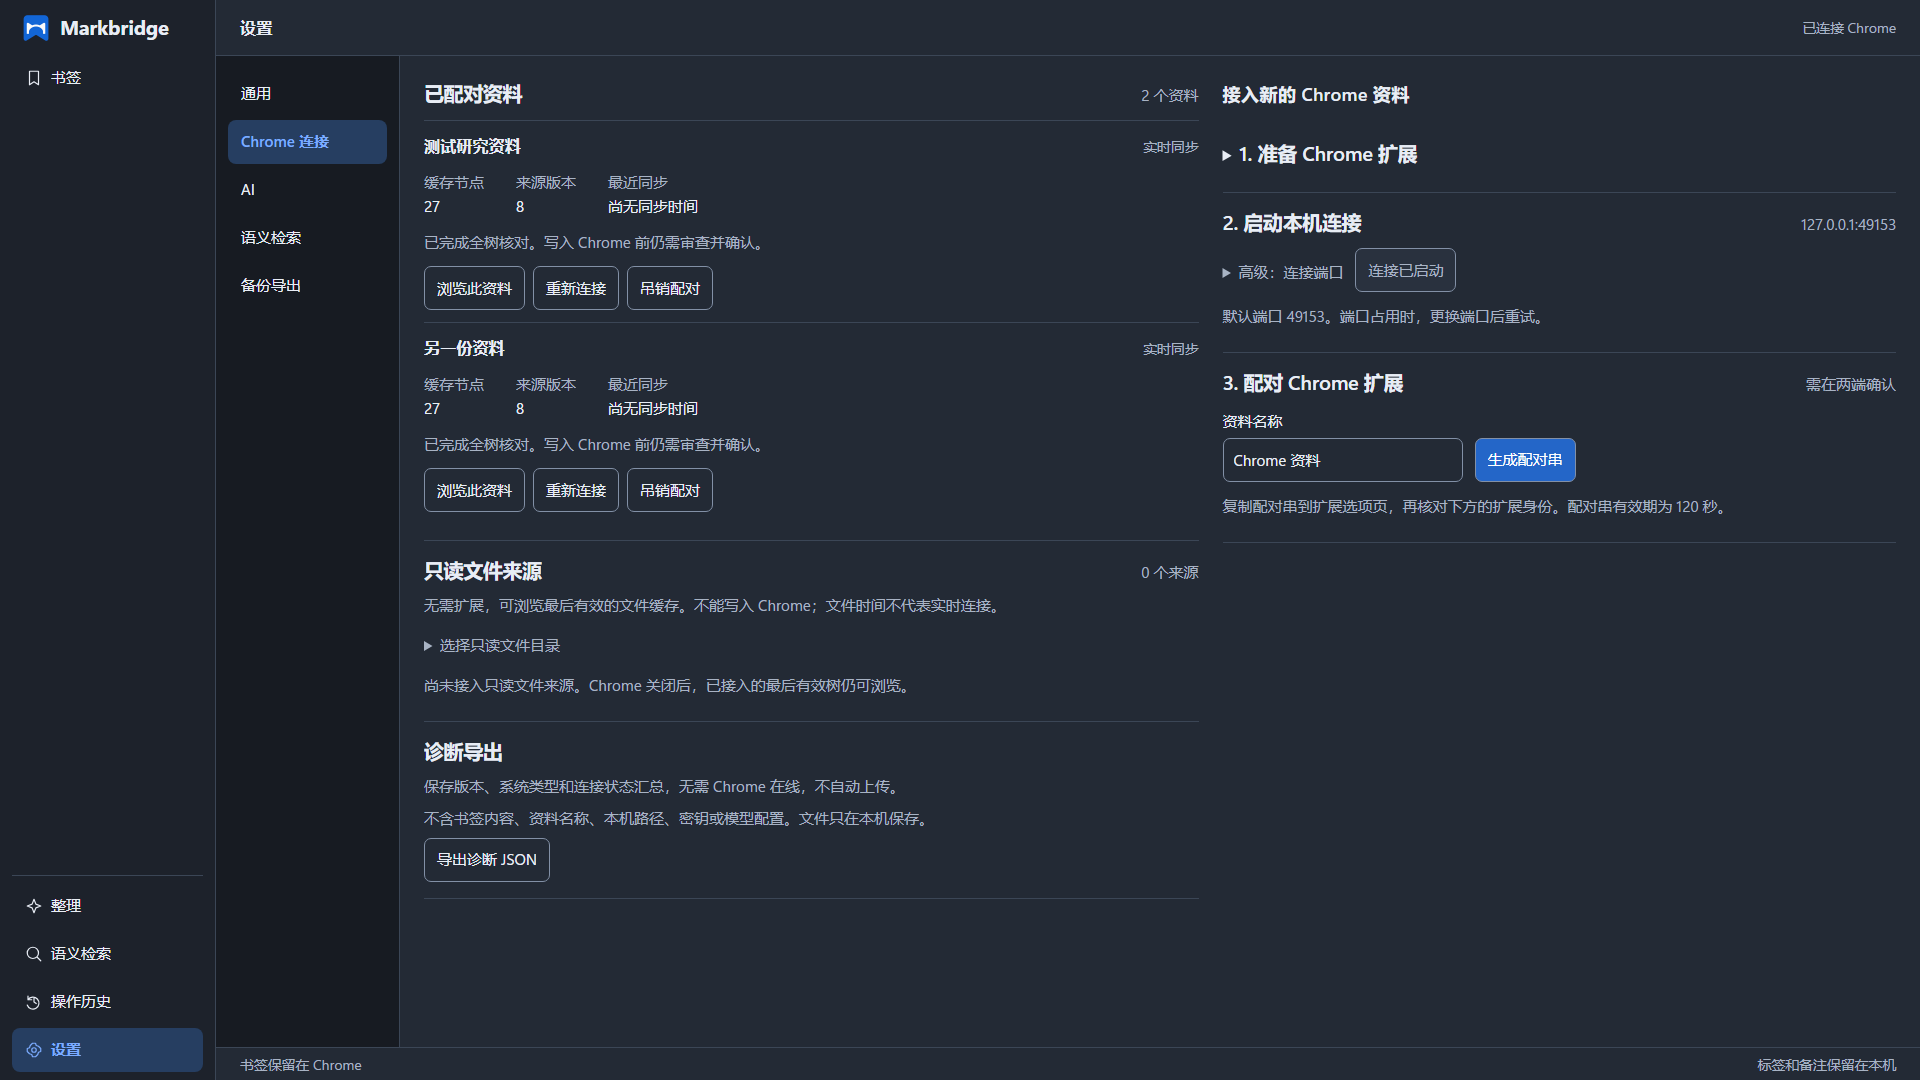 Markbridge
书签
整理
语义检索
操作历史
设置
设置
已连接 Chrome
通用
Chrome 连接
AI
语义检索
备份导出
已配对资料
2 个资料
测试研究资料
实时同步
缓存节点 来源版本 最近同步
27 8 尚无同步时间
已完成全树核对。写入 Chrome 前仍需审查并确认。
浏览此资料 重新连接 吊销配对
另一份资料
实时同步
缓存节点 来源版本 最近同步
27 8 尚无同步时间
已完成全树核对。写入 Chrome 前仍需审查并确认。
浏览此资料 重新连接 吊销配对
只读文件来源
0 个来源
无需扩展，可浏览最后有效的文件缓存。不能写入 Chrome；文件时间不代表实时连接。
选择只读文件目录
尚未接入只读文件来源。Chrome 关闭后，已接入的最后有效树仍可浏览。
诊断导出
保存版本、系统类型和连接状态汇总，无需 Chrome 在线，不自动上传。
不含书签内容、资料名称、本机路径、密钥或模型配置。文件只在本机保存。
导出诊断 JSON
接入新的 Chrome 资料
1. 准备 Chrome 扩展
2. 启动本机连接
127.0.0.1:49153
高级：连接端口 连接已启动
默认端口 49153。端口占用时，更换端口后重试。
3. 配对 Chrome 扩展
需在两端确认
资料名称
Chrome 资料 生成配对串
复制配对串到扩展选项页，再核对下方的扩展身份。配对串有效期为 120 秒。
书签保留在 Chrome
标签和备注保留在本机